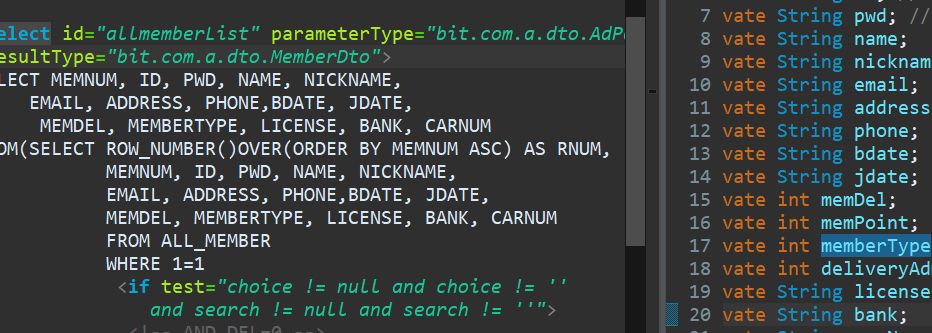 elect id="allmemberList" parameterType="bit.com.a.dto.AdP
esultType="bit.com.a.dto.MemberDto">
LECT MEMNUM, ID, PWD, NAME, NICKNAME,
EMAIL, ADDRESS, PHONE,BDATE, JDATE,
MEMDEL, MEMBERTYPE, LICENSE, BANK, CARNUM
OM(SELECT ROW_NUMBER()OVER(ORDER BY MEMNUM ASC) AS RNUM,
MEMNUM, ID, PWD, NAME, NICKNAME,
EMAIL, ADDRESS, PHONE,BDATE, JDATE,
MEMDEL, MEMBERTYPE, LICENSE, BANK, CARNUM
FROM ALL_MEMBER
WHERE 1=1
<if test="choice != null and choice != ''
and search != null and search != ''">
<!-- AND DEL=0 -->
7 vate String pwd; //
8 vate String name;
9 vate String nicknam
10 vate String email;
11 vate String address
12 vate String phone;
13 vate String bdate;
14 vate String jdate;
15 vate int memDel;
16 vate int memPoint;
17 vate int memberType
18 vate int deliveryAd
19 vate String license
20 vate String bank;